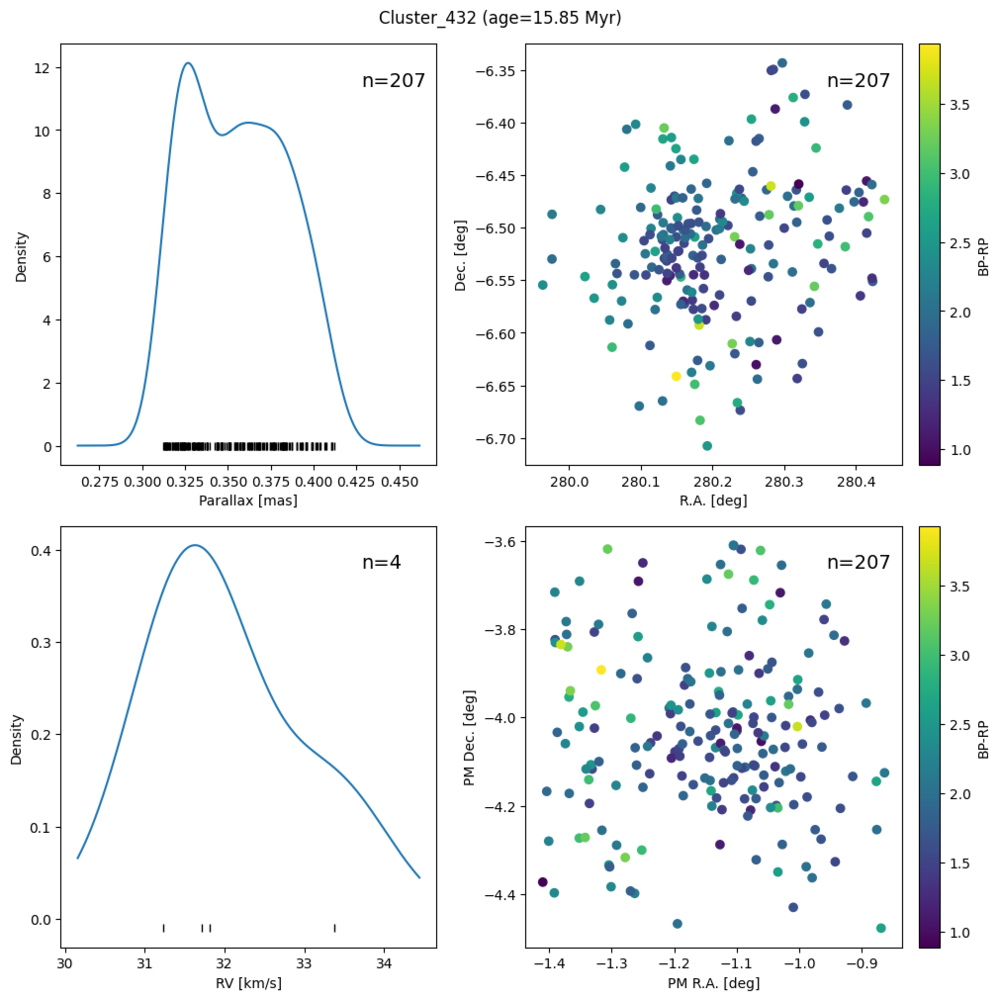 Cluster_432 (age=15.85 Myr)
n=207
12
10
8
6
4
2
0
Density
0.275 0.300 0.325 0.350 0.375 0.400 0.425 0.450
Parallax [mas]
n=207
−6.35
−6.40
−6.45
−6.50
−6.55
−6.60
−6.65
−6.70
Dec. [deg]
280.0 280.1 280.2 280.3 280.4
R.A. [deg]
3.5
3.0
2.5
2.0
1.5
1.0
BP-RP
n=4
0.4
0.3
0.2
0.1
0.0
Density
30 31 32 33 34
RV [km/s]
n=207
−3.6
−3.8
−4.0
−4.2
−4.4
PM Dec. [deg]
−1.4 −1.3 −1.2 −1.1 −1.0 −0.9
PM R.A. [deg]
3.5
3.0
2.5
2.0
1.5
1.0
BP-RP